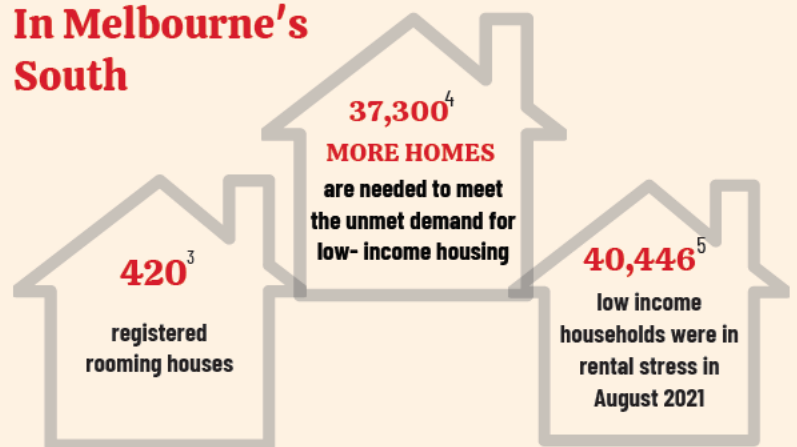 In Melbourne's
South
37,300⁴
MORE HOMES
are needed to meet
the unmet demand for
low- income housing
420³
registered
rooming houses
40,446⁵
low income
households were in
rental stress in
August 2021